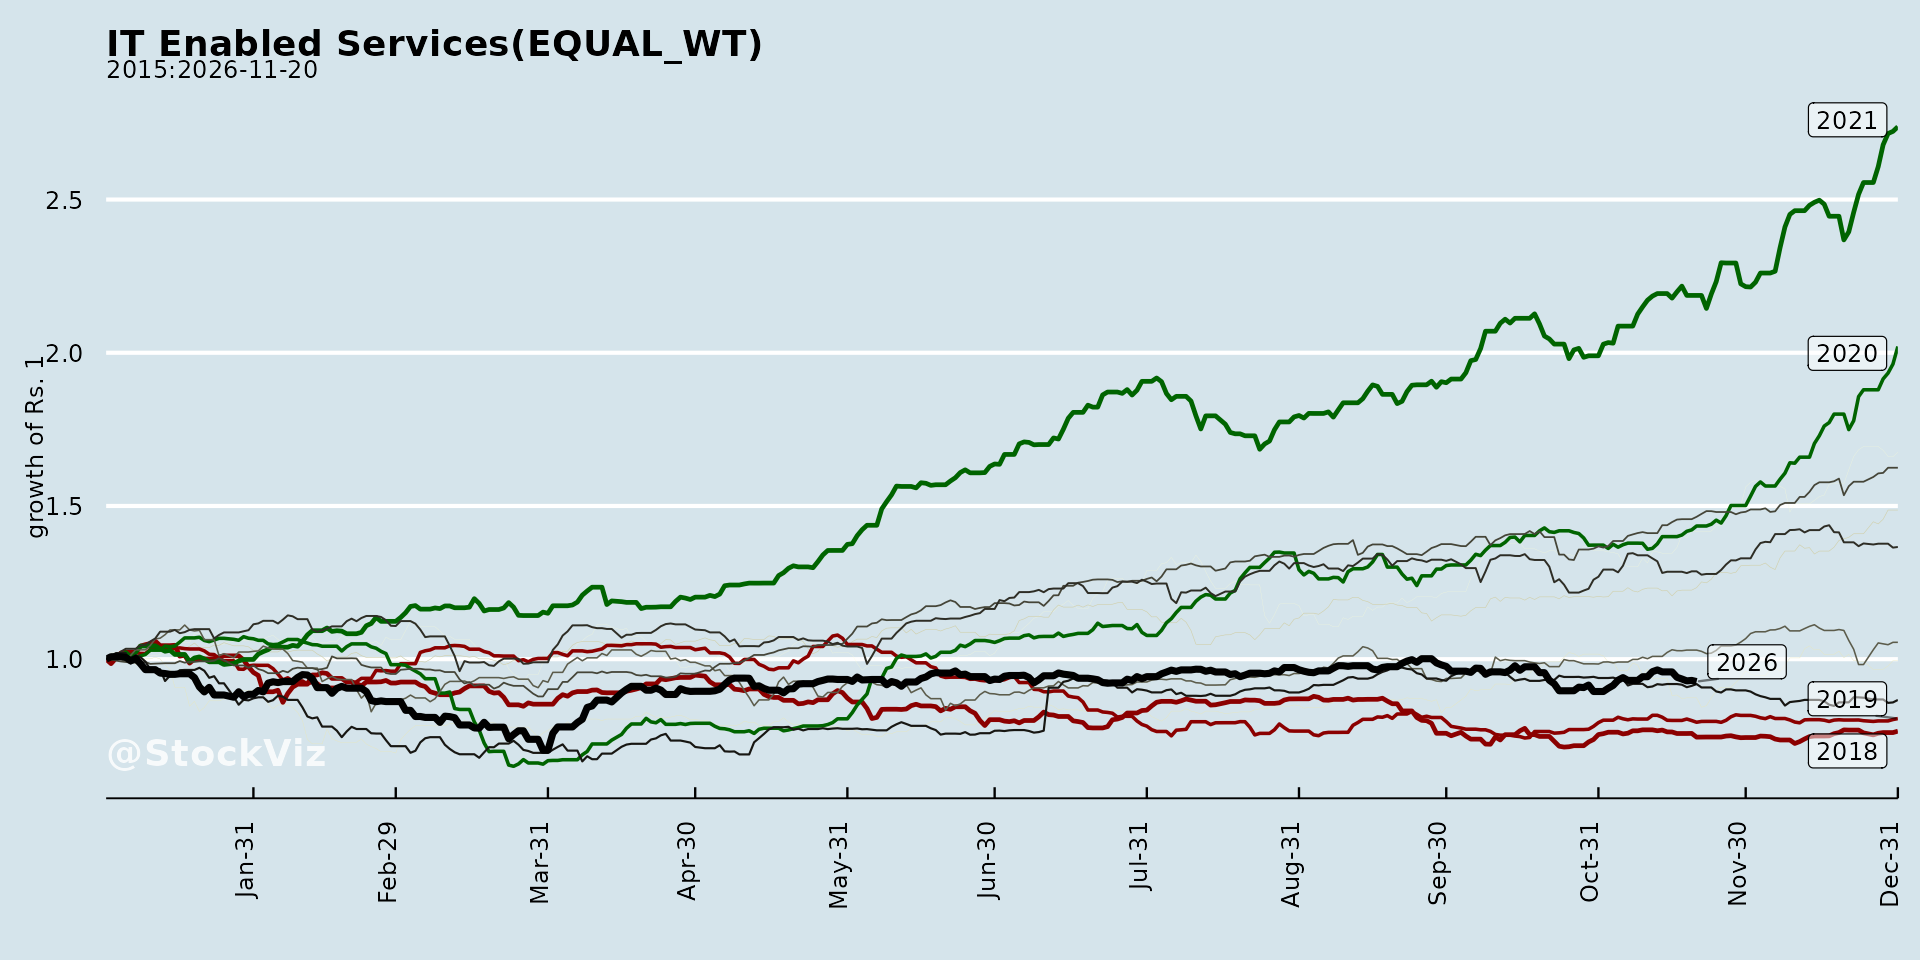 IT Enabled Services(EQUAL_WT)
2015:2026-11-20
growth of Rs. 1
2.5
2.0
1.5
1.0
2021
2020
2026
2019
2018
@StockViz
Jan-31
Feb-29
Mar-31
Apr-30
May-31
Jun-30
Jul-31
Aug-31
Sep-30
Oct-31
Nov-30
Dec-31